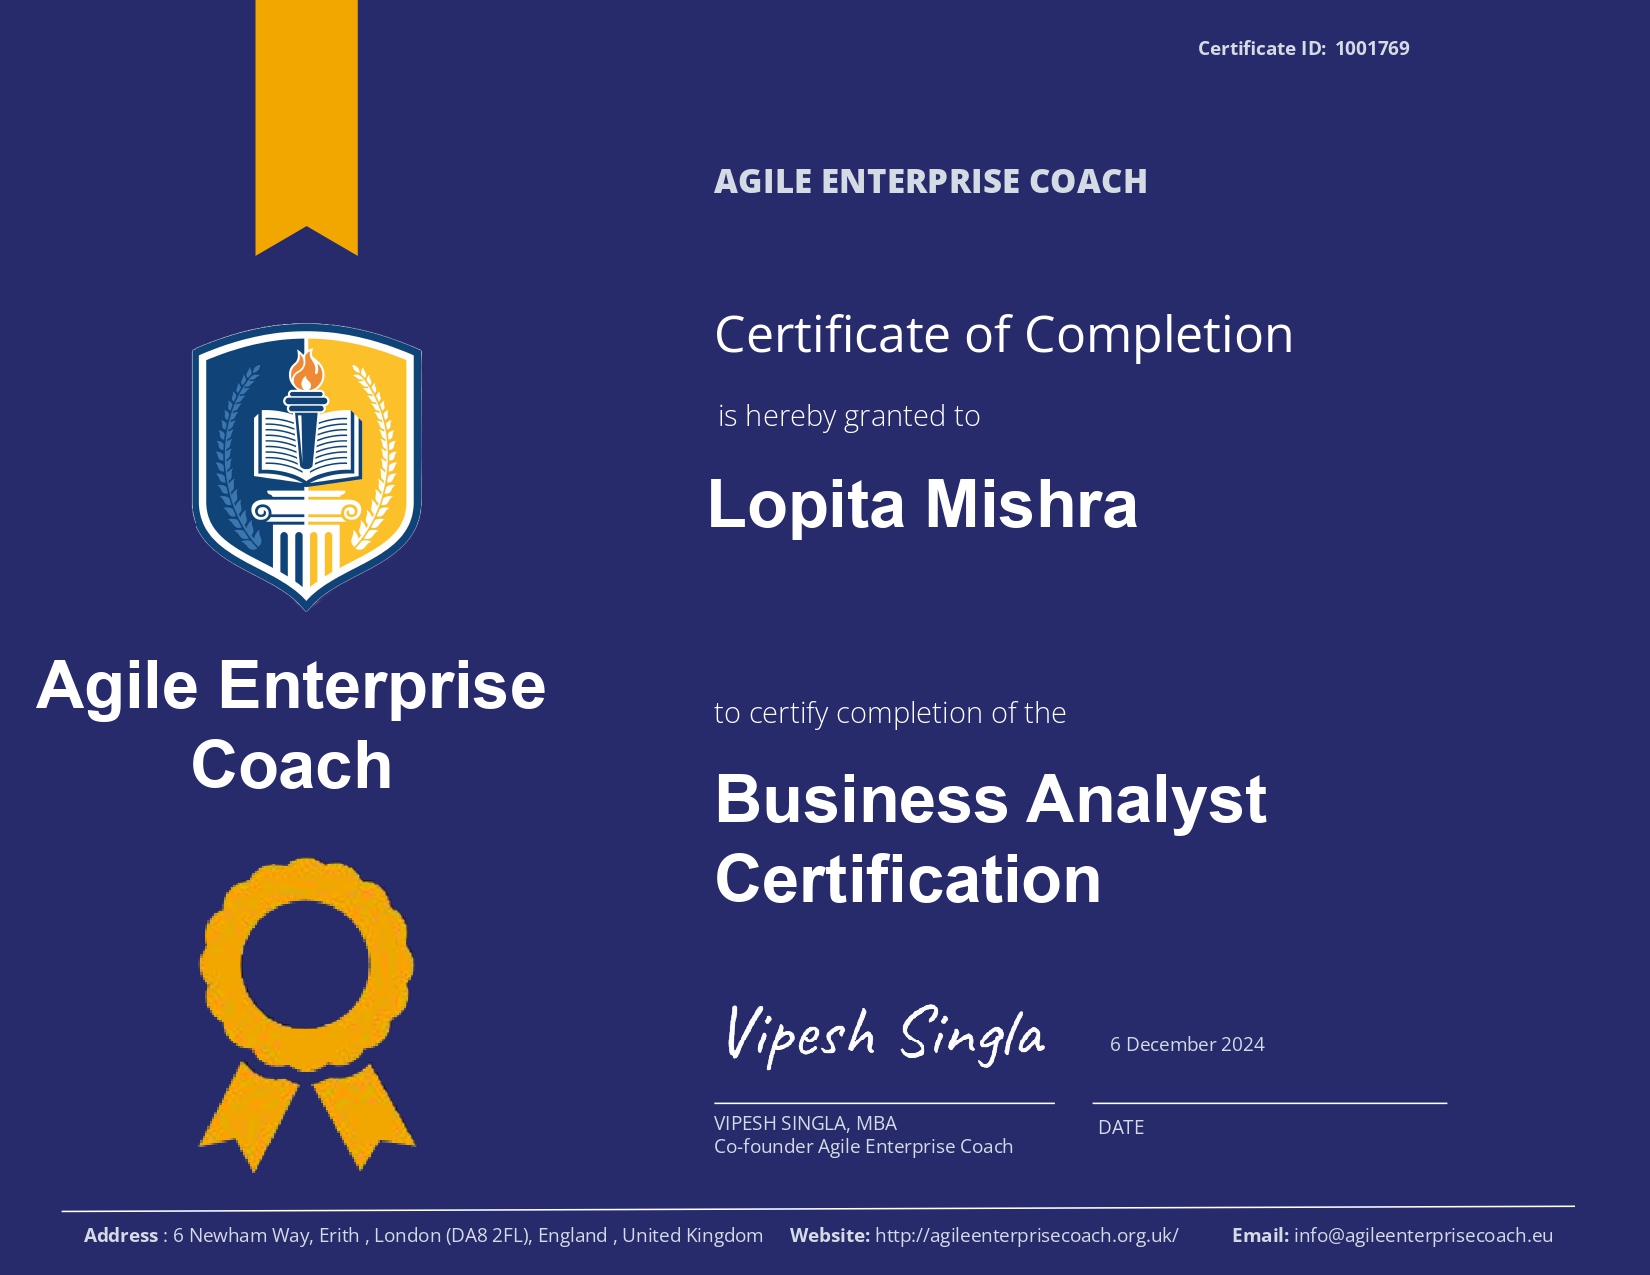 Certificate ID: 1001769
AGILE ENTERPRISE COACH
Certificate of Completion
is hereby granted to
Lopita Mishra
Agile Enterprise
Coach
to certify completion of the
Business Analyst
Certification
Vipesh Singla
6 December 2024
VIPESH SINGLA, MBA
Co-founder Agile Enterprise Coach
DATE
Address : 6 Newham Way, Erith , London (DA8 2FL), England , United Kingdom Website: http://agileenterprisecoach.org.uk/ Email: info@agileenterprisecoach.eu